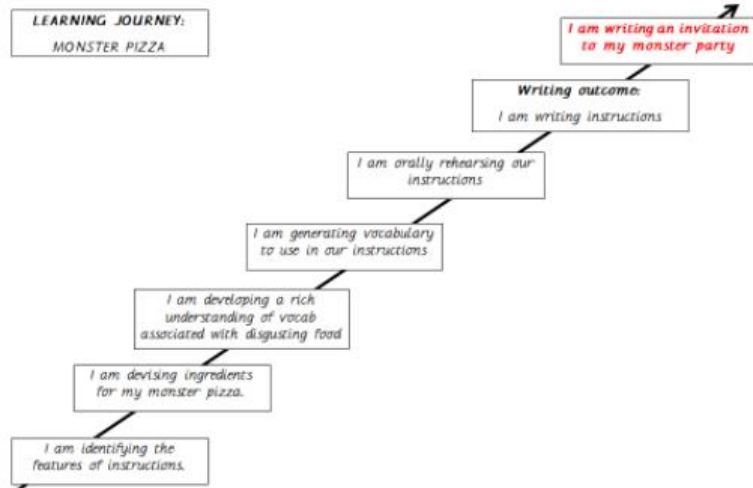 LEARNING JOURNEY:
MONSTER PIZZA
I am writing an invitation
to my monster party
Writing outcome:
I am writing instructions
I am orally rehearsing our
instructions
I am generating vocabulary
to use in our instructions
I am developing a rich
understanding of vocab
associated with disgusting food
I am devising ingredients
for my monster pizza.
I am identifying the
features of instructions.